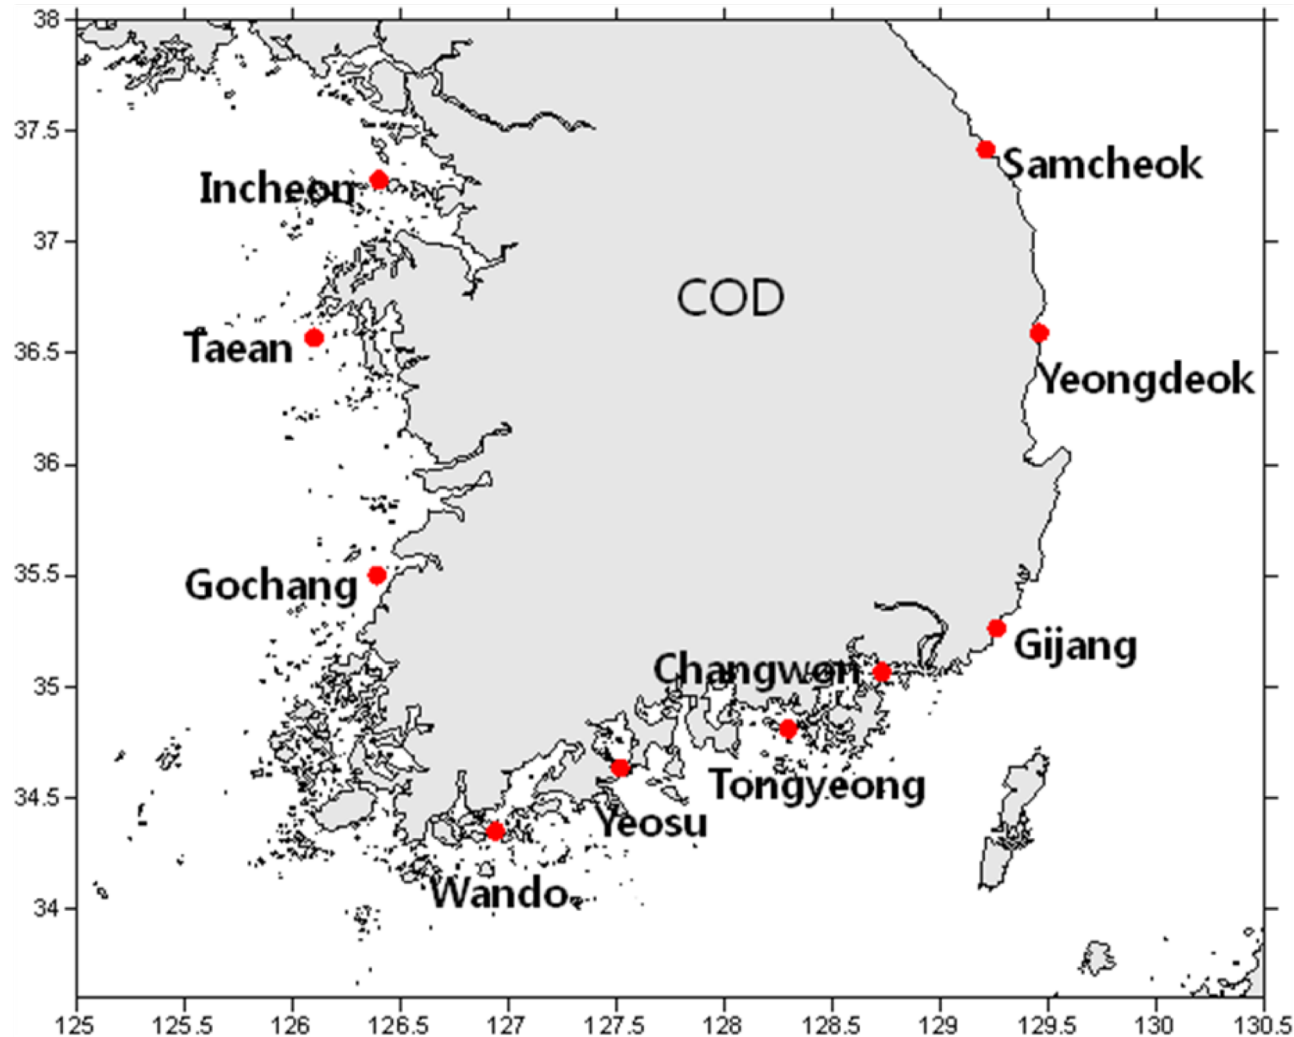 38
37.5
Samcheok
Incheon
37
COD
Taean
36.5
Yeongdeok
36
35.5
Gochang
Gijang
Changwon
35
Tongyeong
34.5
Yeosu
Wando
34
125 125.5 126 126.5 127 127.5 128 128.5 129 129.5 130 130.5